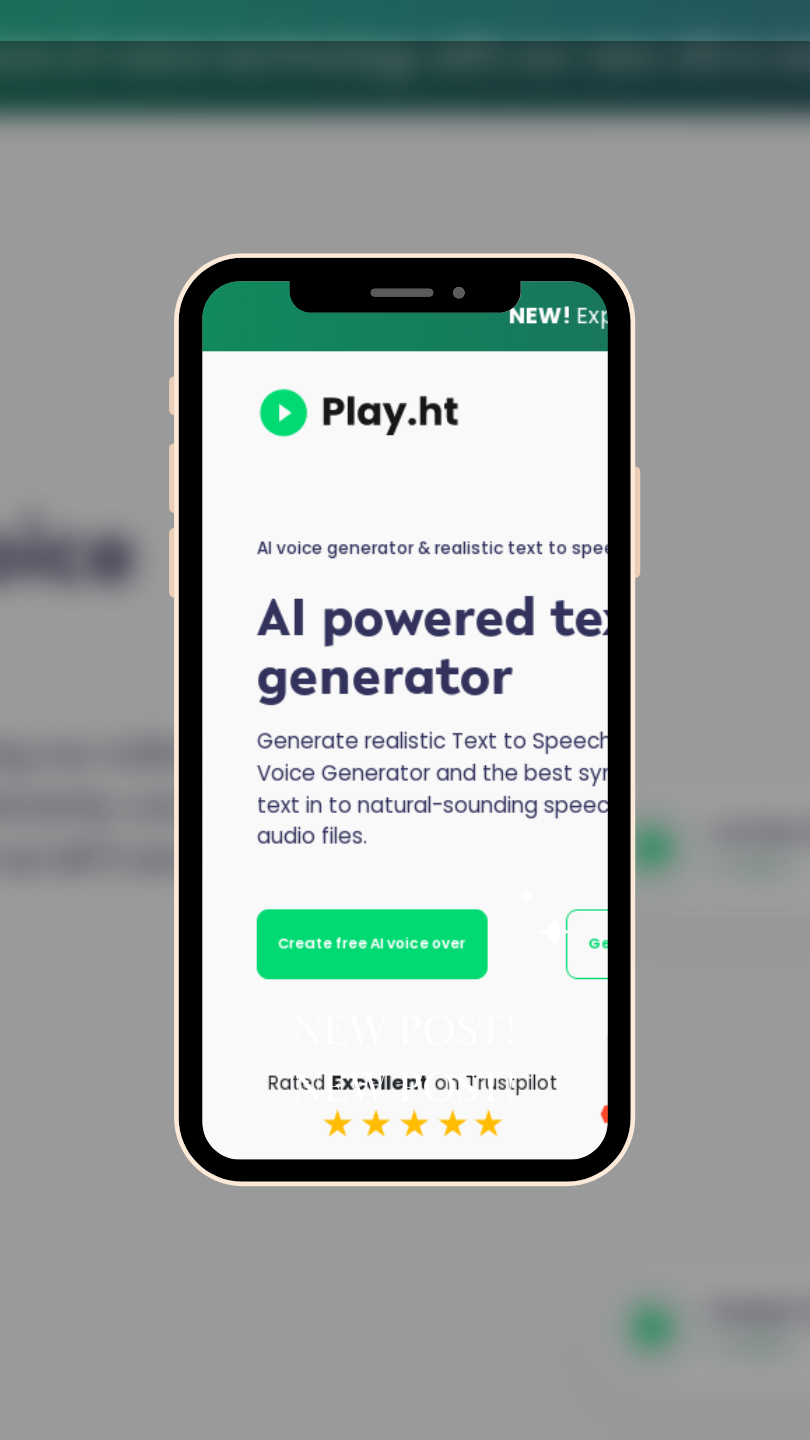 NEW! Exp
Play.ht
AI voice generator & realistic text to spee
AI powered tex
generator
Generate realistic Text to Speech
Voice Generator and the best syn
text in to natural-sounding speec
audio files.
Create free AI voice over
Ge
NEW POST!
NEW POST!
Rated Excellent on Trustpilot